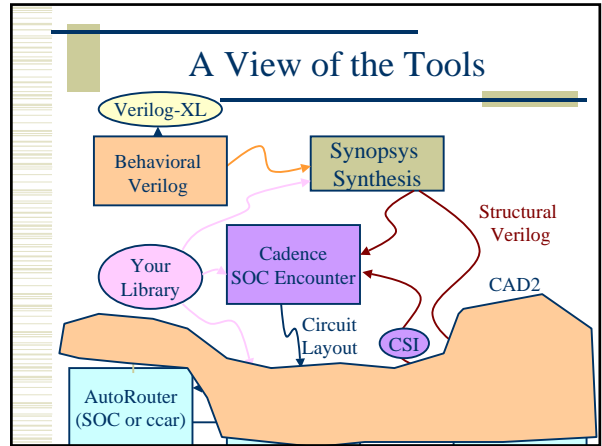 A View of the Tools
Verilog-XL
Behavioral
Verilog
Synopsys
Synthesis
Structural
Verilog
Your
Library
Cadence
SOC Encounter
CAD2
Circuit
Layout
CSI
AutoRouter
(SOC or ccar)